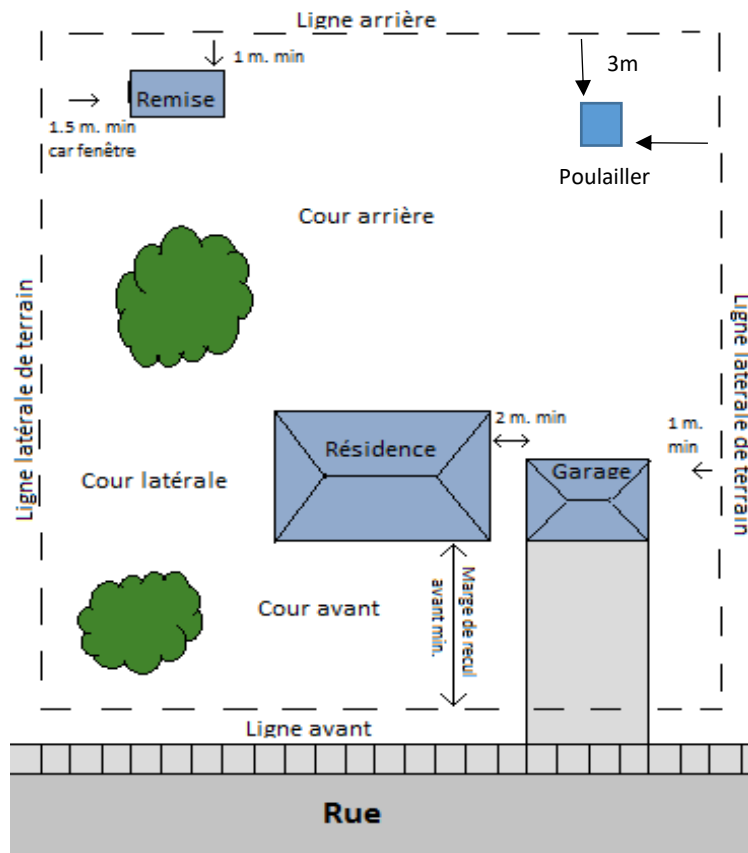 Ligne arrière
1 m. min
3m
Remise
1.5 m. min
car fenêtre
Poulailler
Cour arrière
Ligne latérale de terrain
Ligne latérale de terrain
2 m. min
1 m.
min
Résidence
Garage
Cour latérale
Marge de recul
avant min.
Cour avant
Ligne avant
Rue